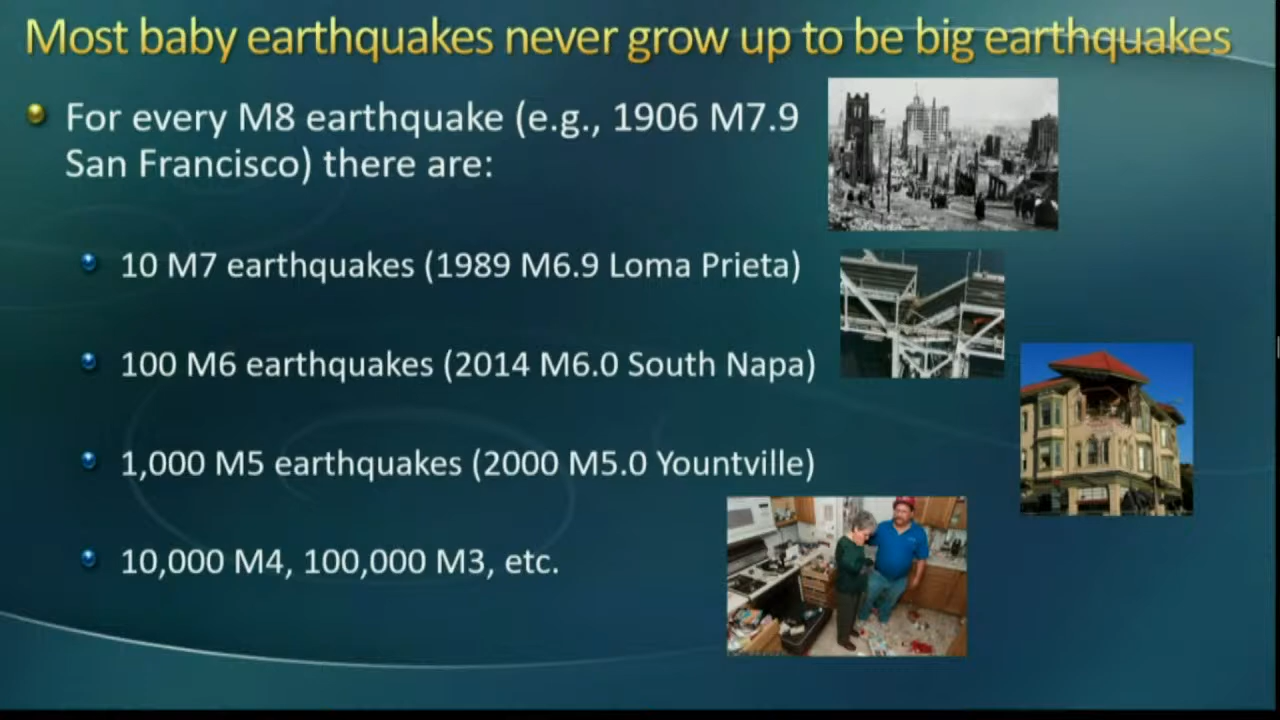 Most baby earthquakes never grow up to be big earthquakes
For every M8 earthquake (e.g., 1906 M7.9
San Francisco) there are:
10 M7 earthquakes (1989 M6.9 Loma Prieta)
100 M6 earthquakes (2014 M6.0 South Napa)
1,000 M5 earthquakes (2000 M5.0 Yountville)
10,000 M4, 100,000 M3, etc.